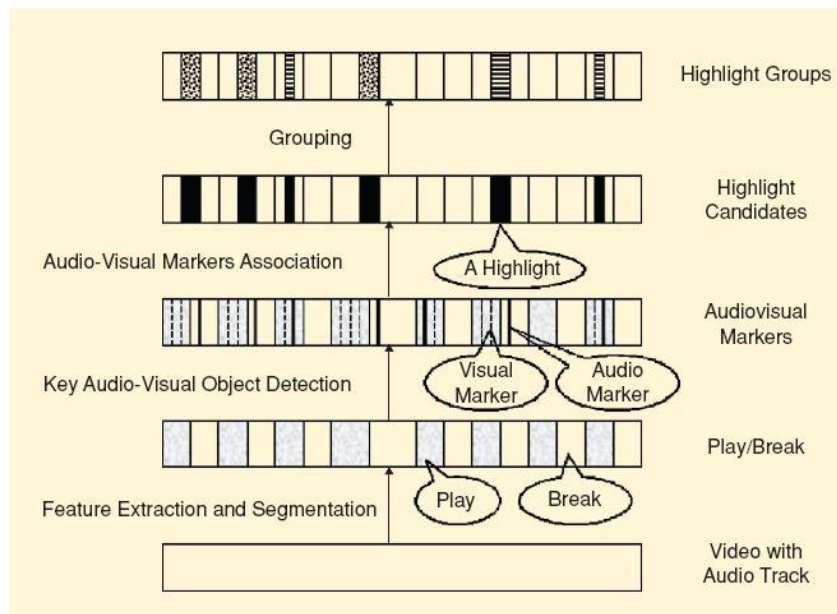 Highlight Groups
Grouping
Highlight
Candidates
Audio-Visual Markers Association
A Highlight
Audiovisual
Markers
Key Audio-Visual Object Detection
Visual
Marker
Audio
Marker
Play/Break
Feature Extraction and Segmentation
Play
Break
Video with
Audio Track